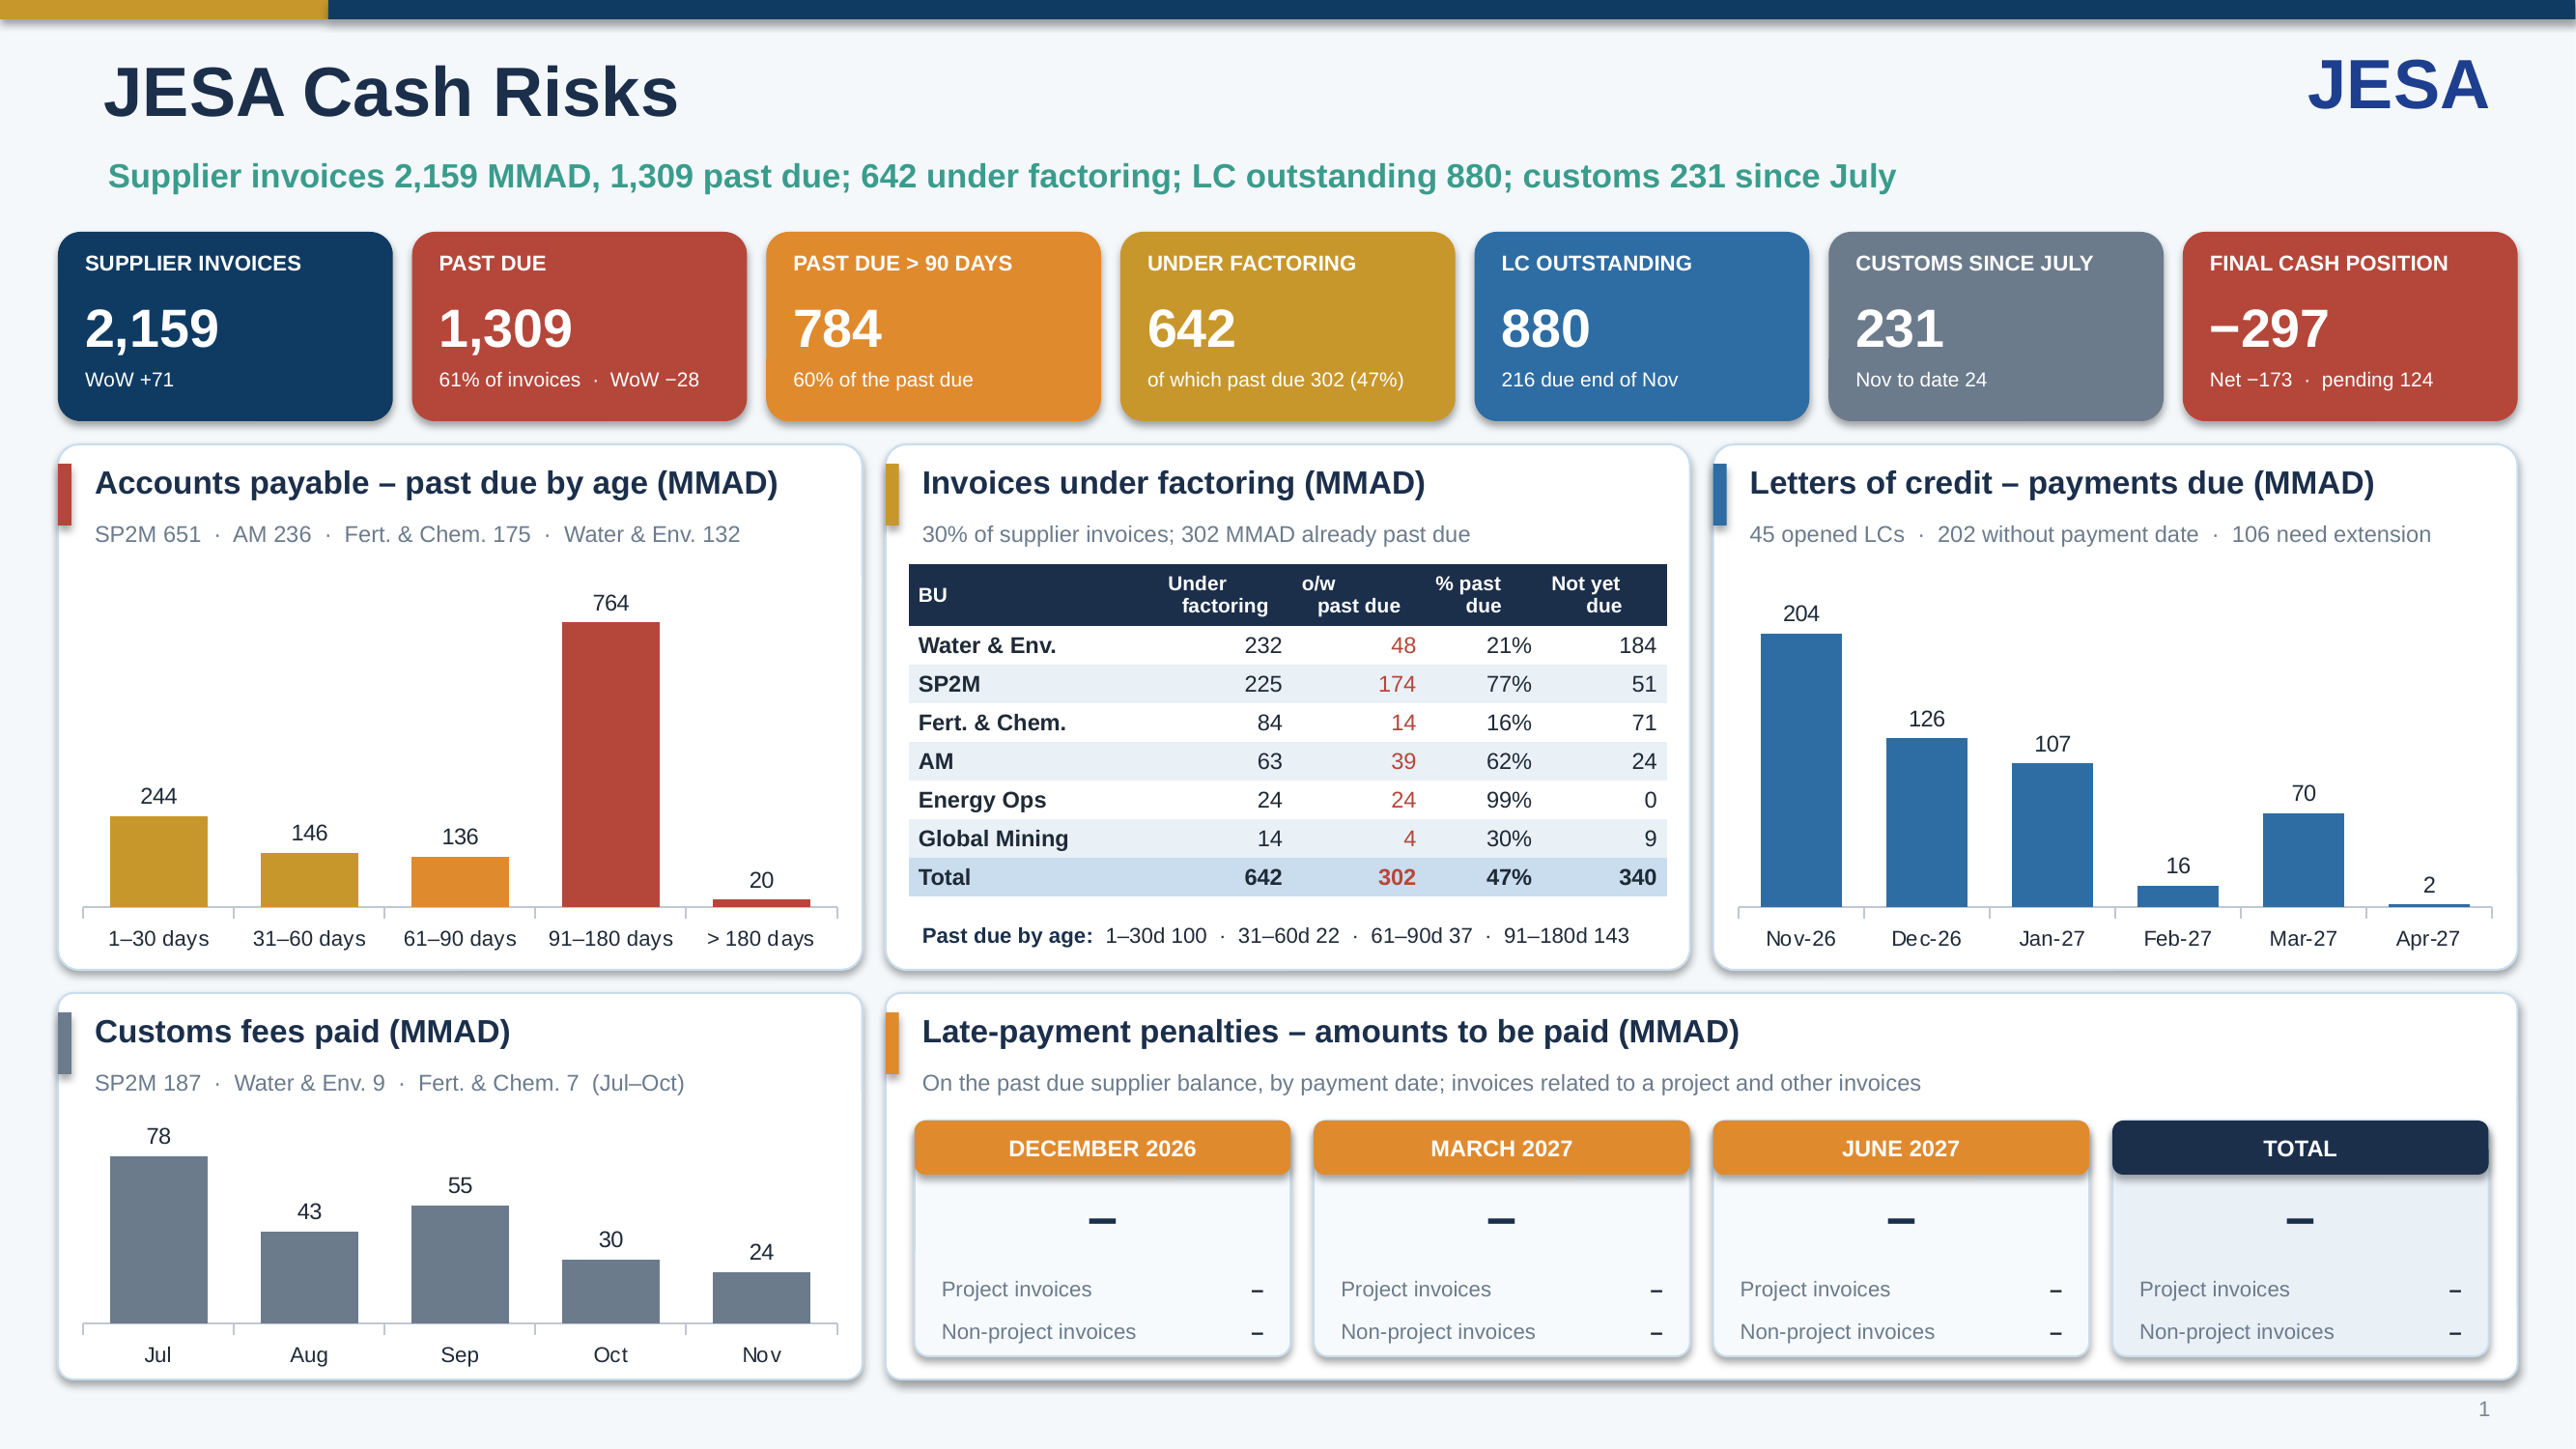 JESA Cash Risks
JESA
Supplier invoices 2,159 MMAD, 1,309 past due; 642 under factoring; LC outstanding 880; customs 231 since July
SUPPLIER INVOICES
2,159
WoW +71
PAST DUE
1,309
61% of invoices · WoW −28
PAST DUE > 90 DAYS
784
60% of the past due
UNDER FACTORING
642
of which past due 302 (47%)
LC OUTSTANDING
880
216 due end of Nov
CUSTOMS SINCE JULY
231
Nov to date 24
FINAL CASH POSITION
−297
Net −173 · pending 124
Accounts payable – past due by age (MMAD)
SP2M 651 · AM 236 · Fert. & Chem. 175 · Water & Env. 132
244 146 136 764 20
1–30 days 31–60 days 61–90 days 91–180 days > 180 days
Invoices under factoring (MMAD)
30% of supplier invoices; 302 MMAD already past due
BU Under factoring o/w past due % past due Not yet due
Water & Env. 232 48 21% 184
SP2M 225 174 77% 51
Fert. & Chem. 84 14 16% 71
AM 63 39 62% 24
Energy Ops 24 24 99% 0
Global Mining 14 4 30% 9
Total 642 302 47% 340
Past due by age: 1–30d 100 · 31–60d 22 · 61–90d 37 · 91–180d 143
Letters of credit – payments due (MMAD)
45 opened LCs · 202 without payment date · 106 need extension
204 126 107 16 70 2
Nov-26 Dec-26 Jan-27 Feb-27 Mar-27 Apr-27
Customs fees paid (MMAD)
SP2M 187 · Water & Env. 9 · Fert. & Chem. 7 (Jul–Oct)
78 43 55 30 24
Jul Aug Sep Oct Nov
Late-payment penalties – amounts to be paid (MMAD)
On the past due supplier balance, by payment date; invoices related to a project and other invoices
DECEMBER 2026
–
Project invoices –
Non-project invoices –
MARCH 2027
–
Project invoices –
Non-project invoices –
JUNE 2027
–
Project invoices –
Non-project invoices –
TOTAL
–
Project invoices –
Non-project invoices –
1